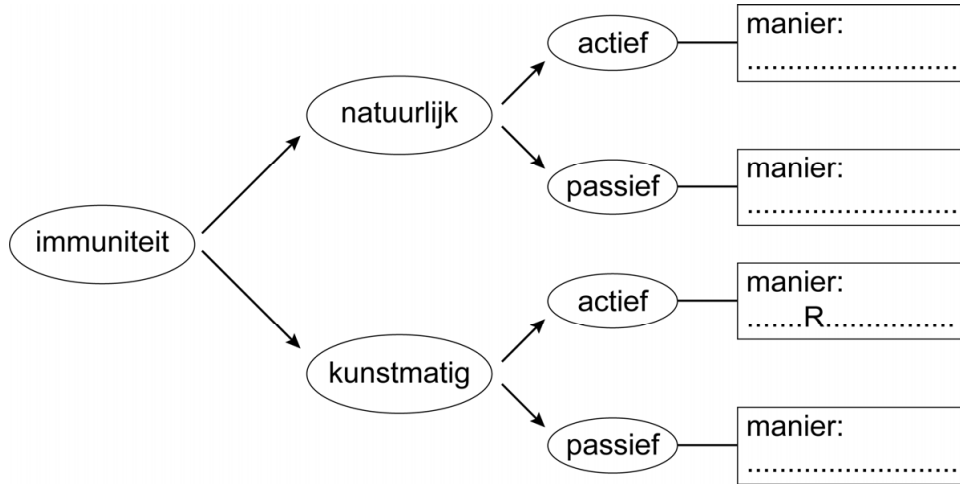 immuniteit
natuurlijk
actief
manier:
..........................
passief
manier:
..........................
kunstmatig
actief
manier:
.......R.................
passief
manier:
..........................